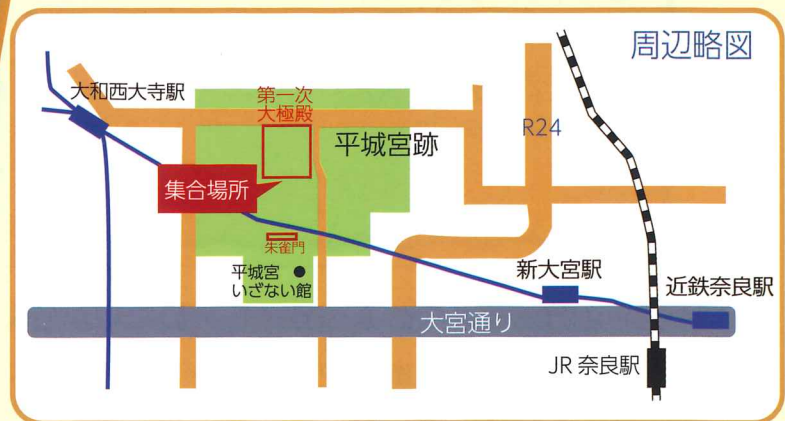 周辺略図
大和西大寺駅
第一次
大極殿
平城宮跡
R24
集合場所
朱雀門
平城宮
いざない館
新大宮駅
近鉄奈良駅
大宮通り
JR 奈良駅